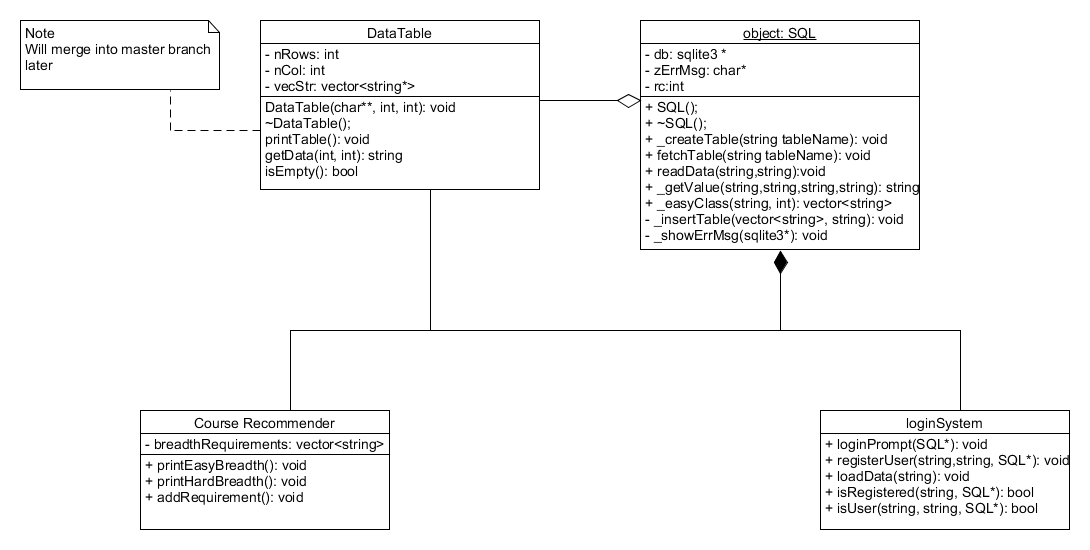 Note
Will merge into master branch
later
DataTable
- nRows: int
- nCol: int
- vecStr: vector<string*>
DataTable(char**, int, int): void
~DataTable();
printTable(): void
getData(int, int): string
isEmpty(): bool
object: SQL
- db: sqlite3 *
- zErrMsg: char*
- rc:int
+ SQL();
+ ~SQL();
+ _createTable(string tableName): void
+ fetchTable(string tableName): void
+ readData(string,string):void
+ _getValue(string,string,string,string): string
+ _easyClass(string, int): vector<string>
- _insertTable(vector<string>, string): void
- _showErrMsg(sqlite3*): void
Course Recommender
- breadthRequirements: vector<string>
+ printEasyBreadth(): void
+ printHardBreadth(): void
+ addRequirement(): void
loginSystem
+ loginPrompt(SQL*): void
+ registerUser(string,string, SQL*): void
+ loadData(string): void
+ isRegistered(string, SQL*): bool
+ isUser(string, string, SQL*): bool